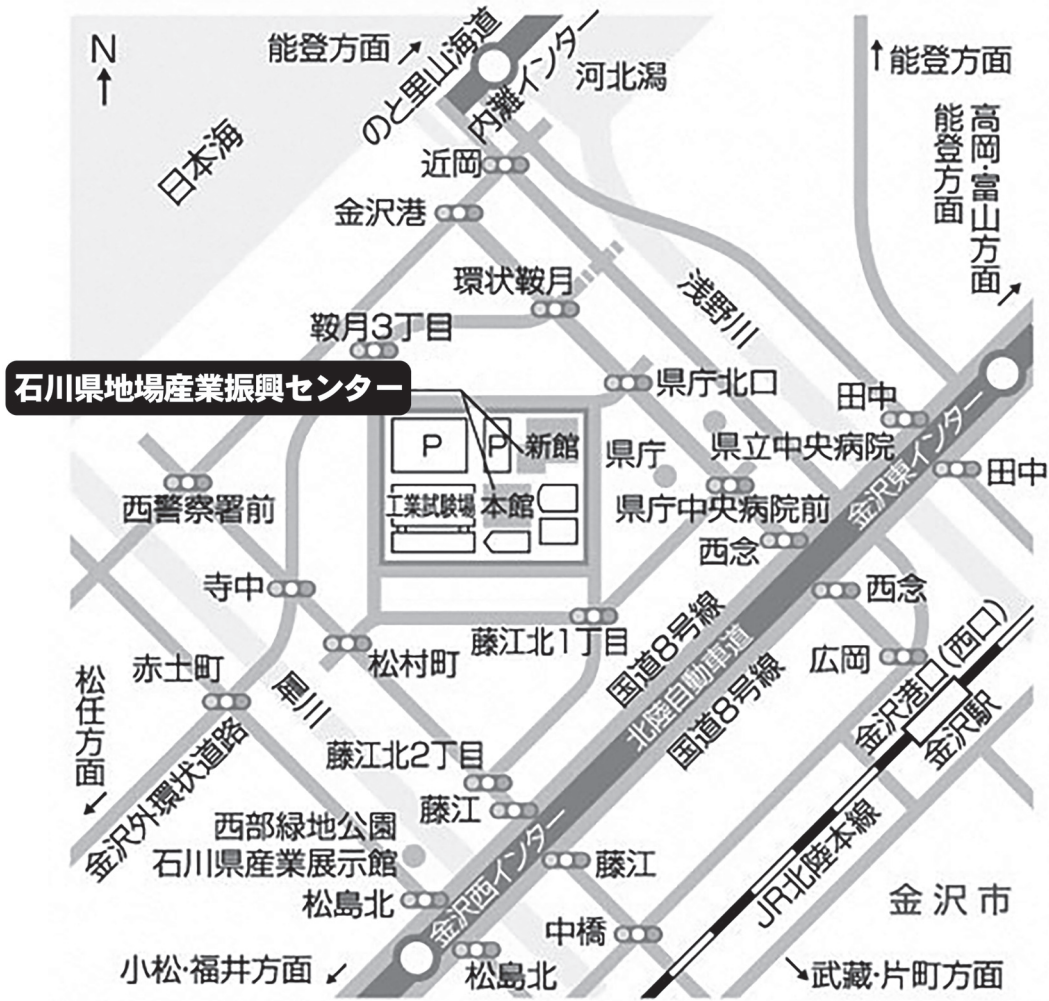 N
能登方面
のと里山海道
内灘インター
河北潟
能登方面
高岡・富山方面
能登方面
日本海
近岡
金沢港
環状鞍月
浅野川
鞍月3丁目
石川県地場産業振興センター
県庁北口
田中
P
P
新館
県庁
県立中央病院
金沢東インター
田中
西警察署前
工業試験場
本館
県庁中央病院前
西念
寺中
西念
藤江北1丁目
国道8号線
北陸自動車道
国道8号線
広岡
松村町
赤土町
松任方面
犀川
金沢港口(西口)
金沢駅
金沢外環状道路
藤江北2丁目
藤江
西部緑地公園
石川県産業展示館
藤江
JR北陸本線
金沢市
松島北
金沢西インター
中橋
小松・福井方面
松島北
武蔵・片町方面